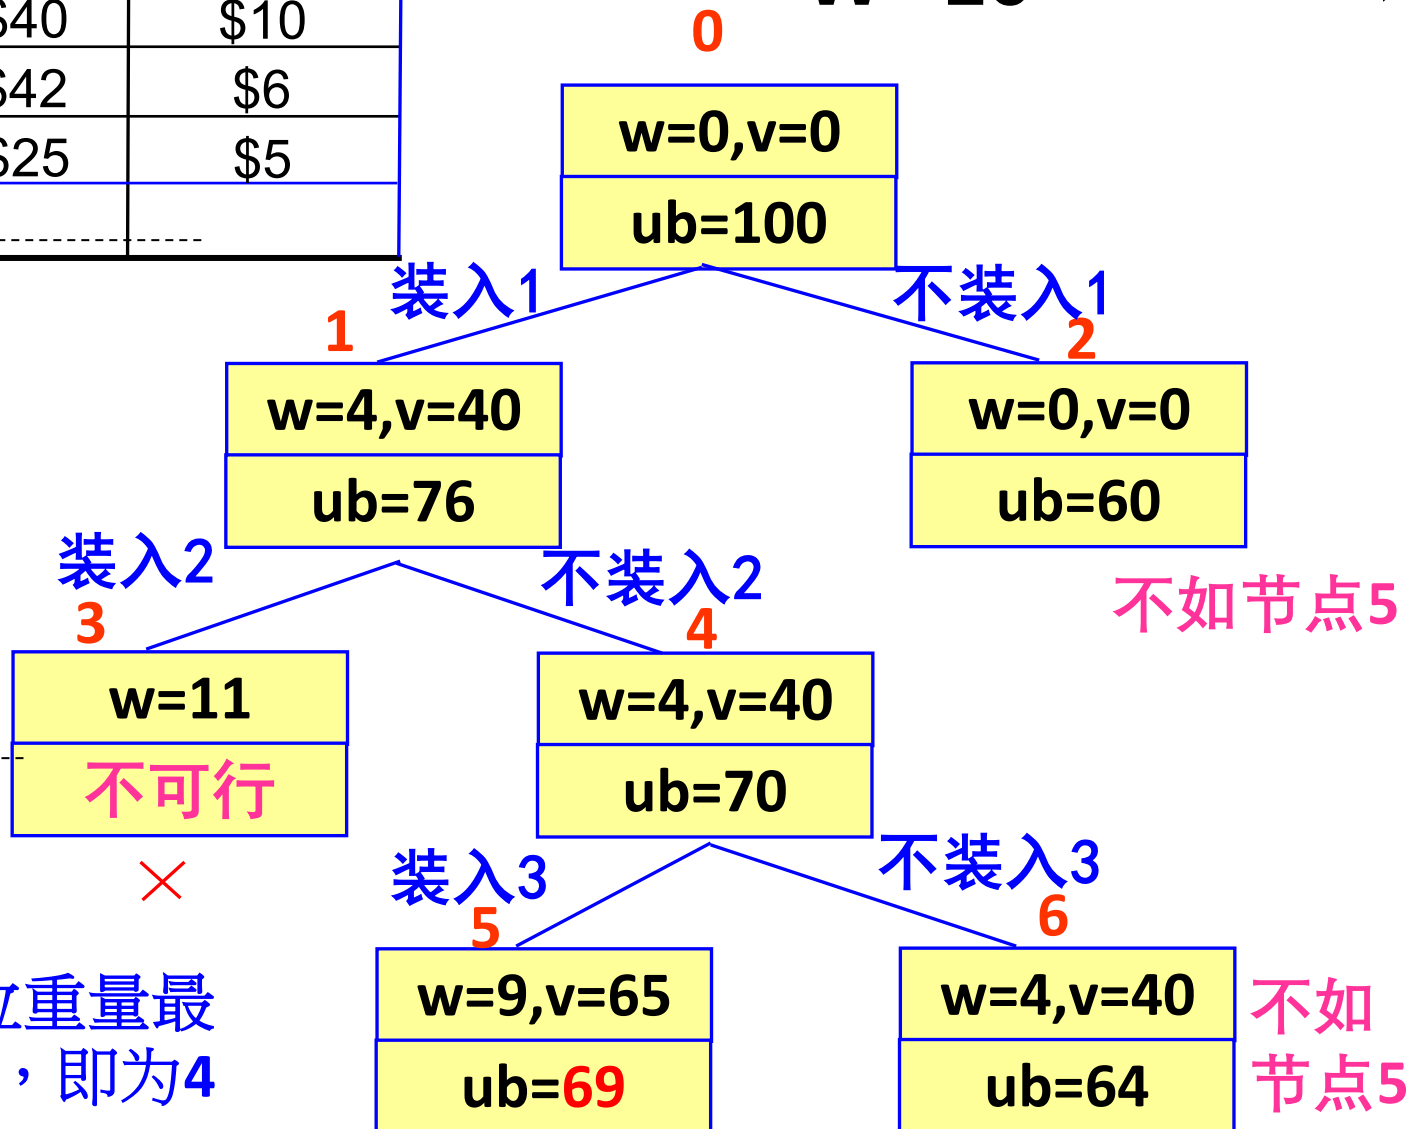 $40 $10
$42 $6
$25 $5
0
w=0,v=0
ub=100
装入1
不装入1
1
2
w=4,v=40
ub=76
w=0,v=0
ub=60
装入2
不装入2
不如节点5
3
4
w=11
不可行
w=4,v=40
ub=70
装入3
不装入3
5
6
w=9,v=65
ub=69
w=4,v=40
ub=64
不如
节点5
重量最
，即为4